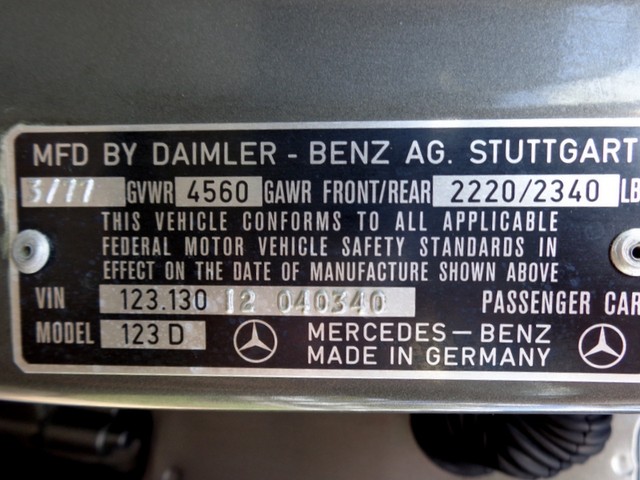 MFD BY DAIMLER - BENZ AG. STUTTGART
3/77 GVWR 4560 GAWR FRONT/REAR 2220/2340 LB
THIS VEHICLE CONFORMS TO ALL APPLICABLE
FEDERAL MOTOR VEHICLE SAFETY STANDARDS IN
EFFECT ON THE DATE OF MANUFACTURE SHOWN ABOVE
VIN 123.130 12 040340 PASSENGER CAR
MODEL 123 D MERCEDES-BENZ
MADE IN GERMANY